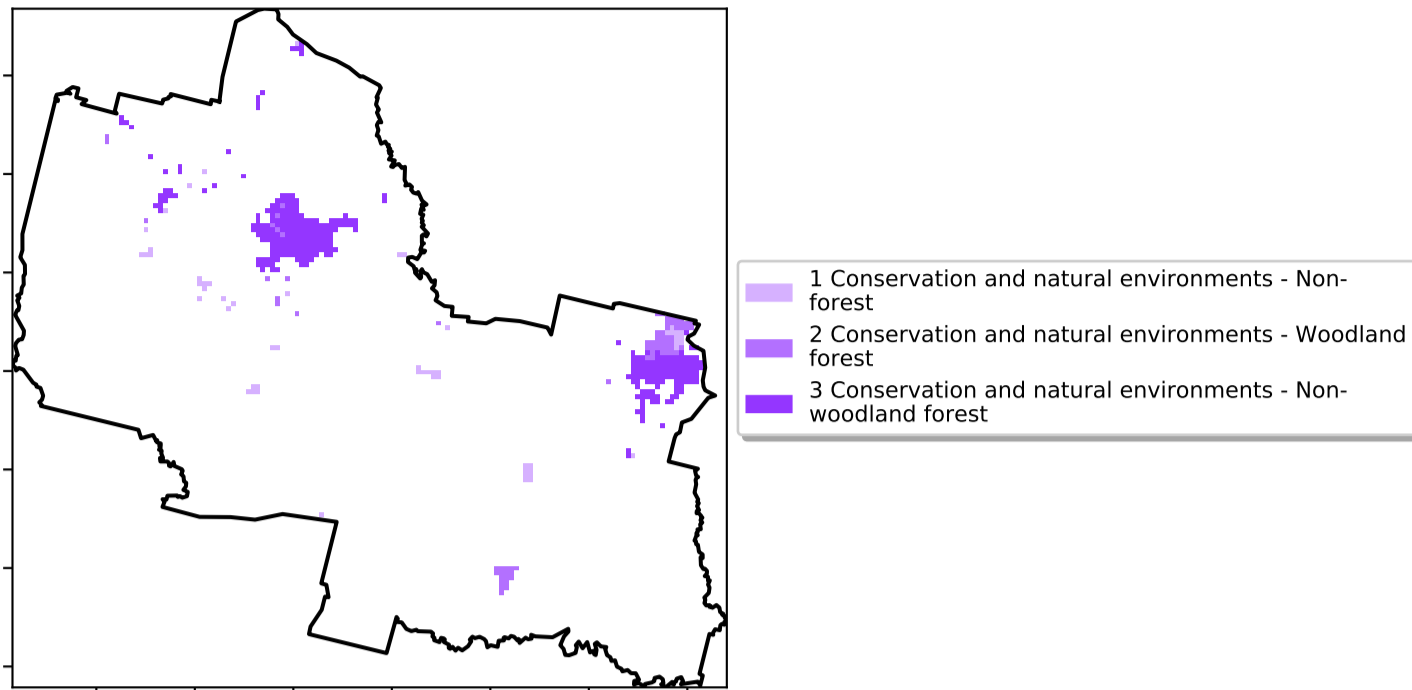 1 Conservation and natural environments - Non-
forest
2 Conservation and natural environments - Woodland
forest
3 Conservation and natural environments - Non-
woodland forest